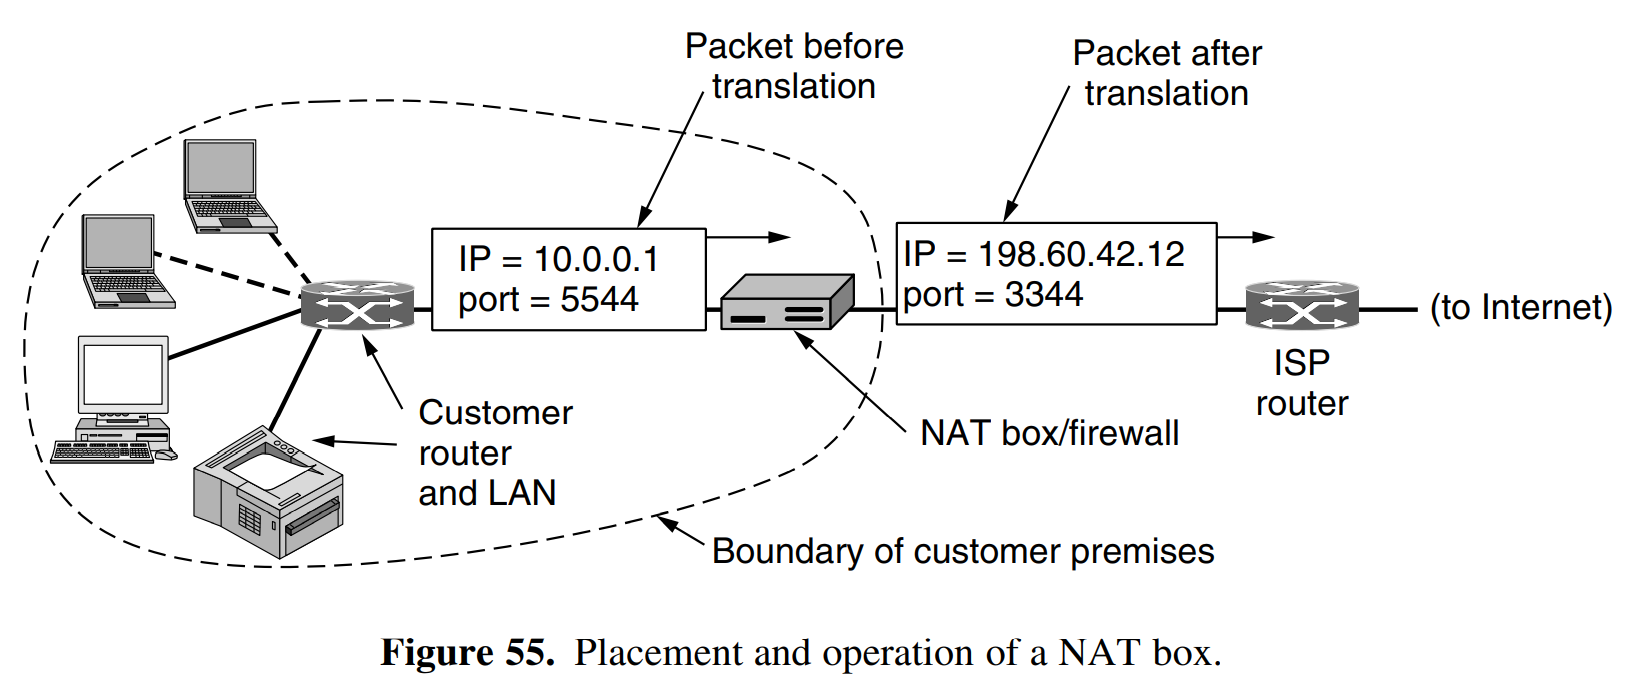 Packet before
translation
Packet after
translation
IP = 10.0.0.1
port = 5544
IP = 198.60.42.12
port = 3344
(to Internet)
ISP
router
Customer
router
and LAN
NAT box/firewall
Boundary of customer premises
Figure 55. Placement and operation of a NAT box.